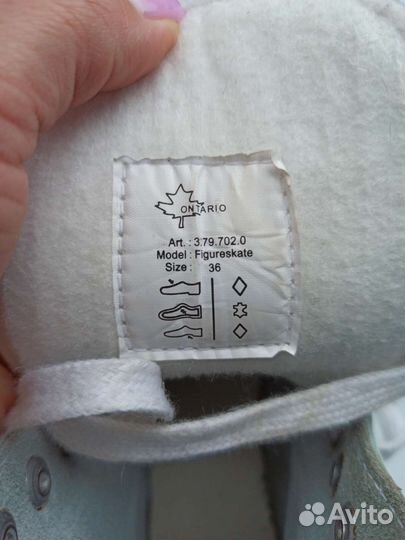 ONTARIO
Art. : 3.79.702.0
Model : Figureskate
Size : 36
Avito